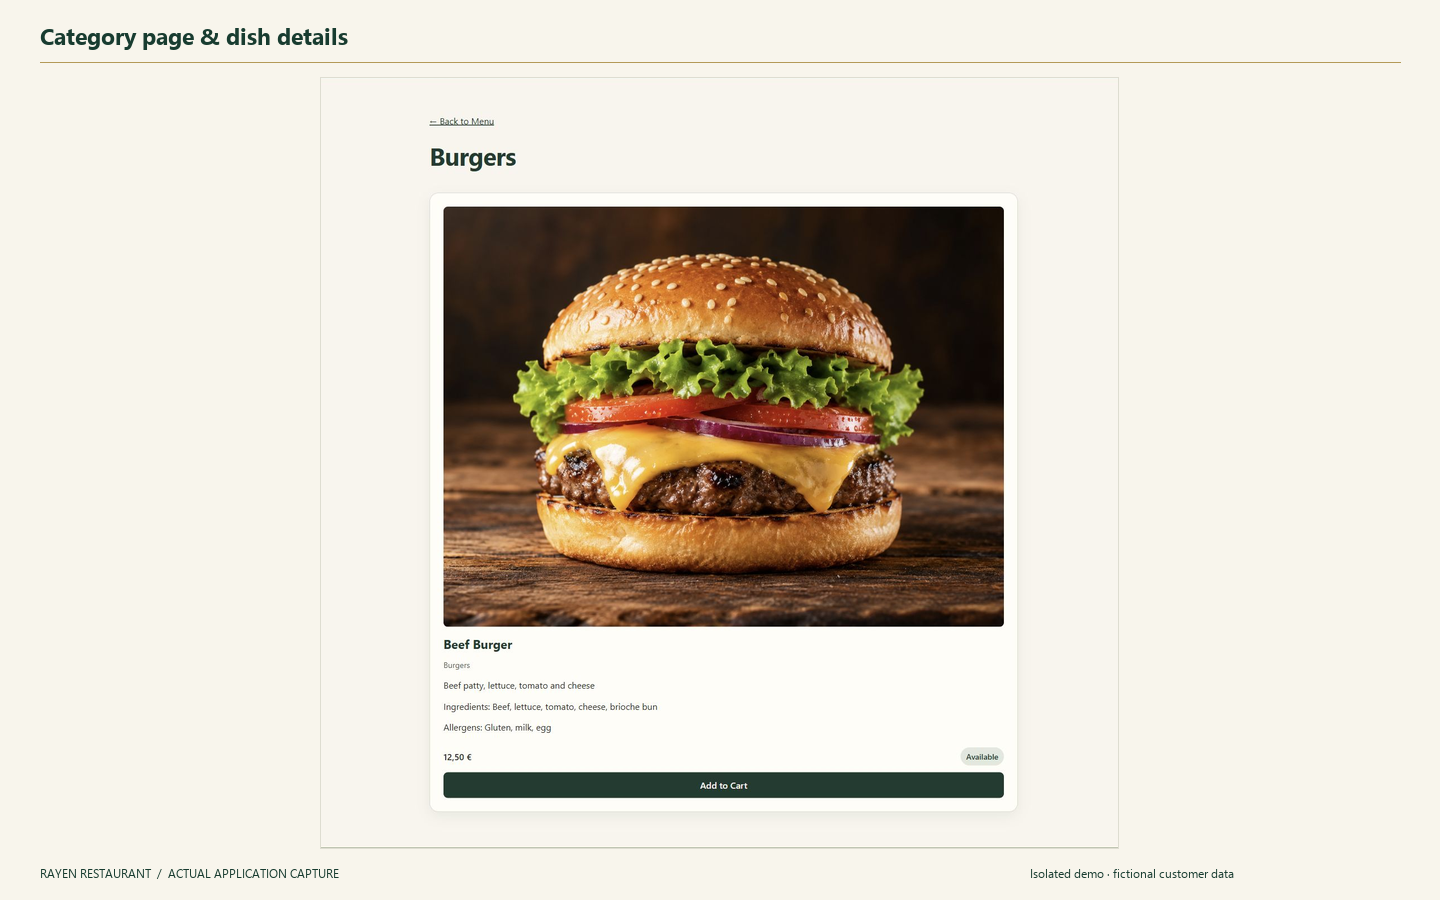 Category page & dish details
← Back to Menu
Burgers
Beef Burger
Burgers
Beef patty, lettuce, tomato and cheese
Ingredients: Beef, lettuce, tomato, cheese, brioche bun
Allergens: Gluten, milk, egg
12,50 €
Available
Add to Cart
RAYEN RESTAURANT / ACTUAL APPLICATION CAPTURE
Isolated demo · fictional customer data